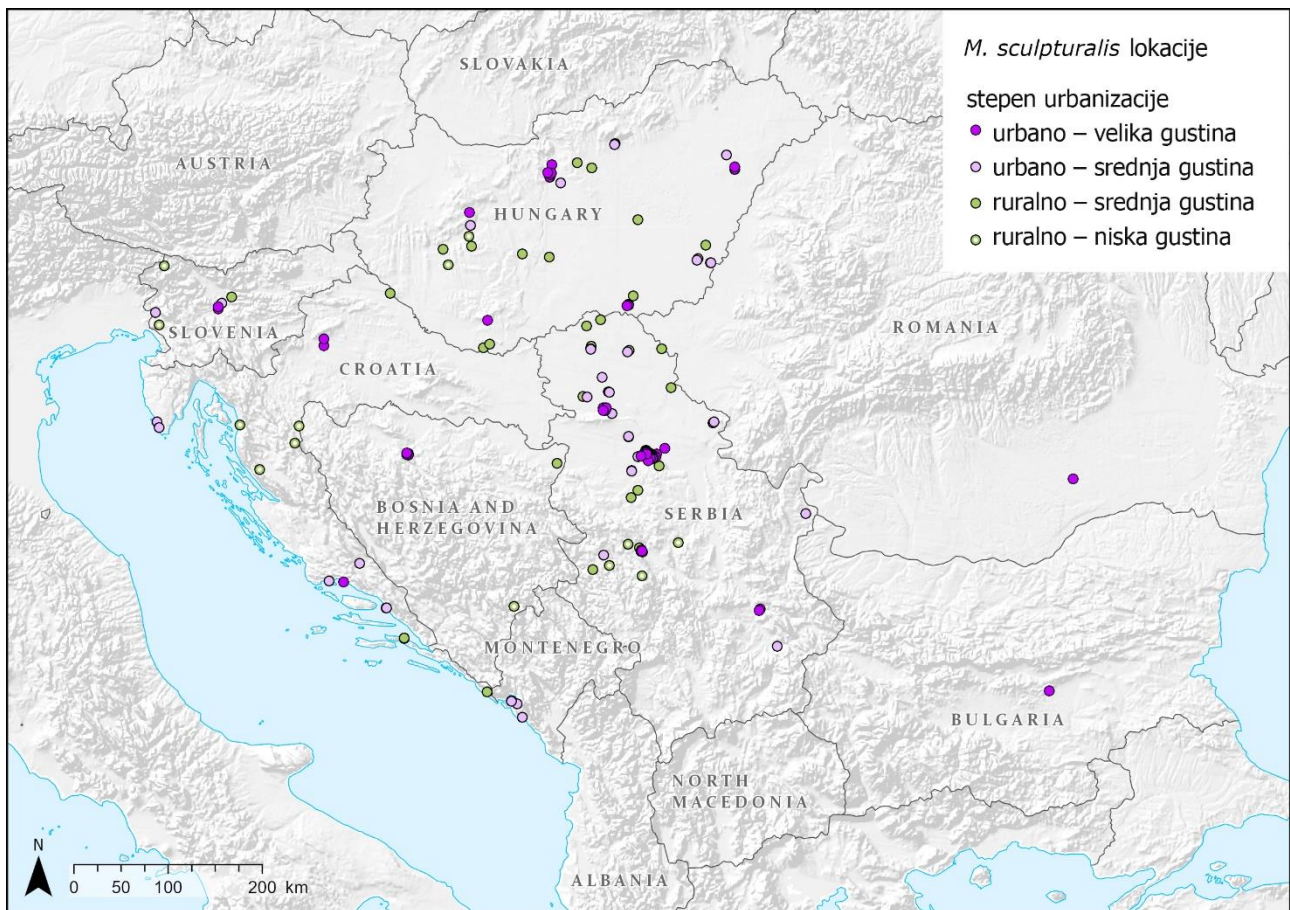 M. sculpturalis lokacije
stepen urbanizacije
urbano – velika gustina
urbano – srednja gustina
ruralno – srednja gustina
ruralno – niska gustina
SLOVAKIA
AUSTRIA
HUNGARY
SLOVENIA
ROMANIA
CROATIA
BOSNIA AND
HERZEGOVINA
SERBIA
MONTENEGRO
BULGARIA
NORTH
MACEDONIA
ALBANIA
N
0 50 100 200 km